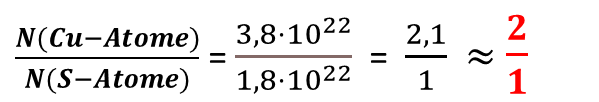 N(Cu−Atome) / N(S−Atome) = 3,8·10²² / 1,8·10²² = 2,1 / 1 ≈ 2 / 1